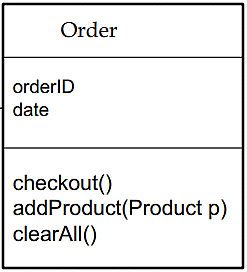 Order
orderID
date
checkout()
addProduct(Product p)
clearAll()